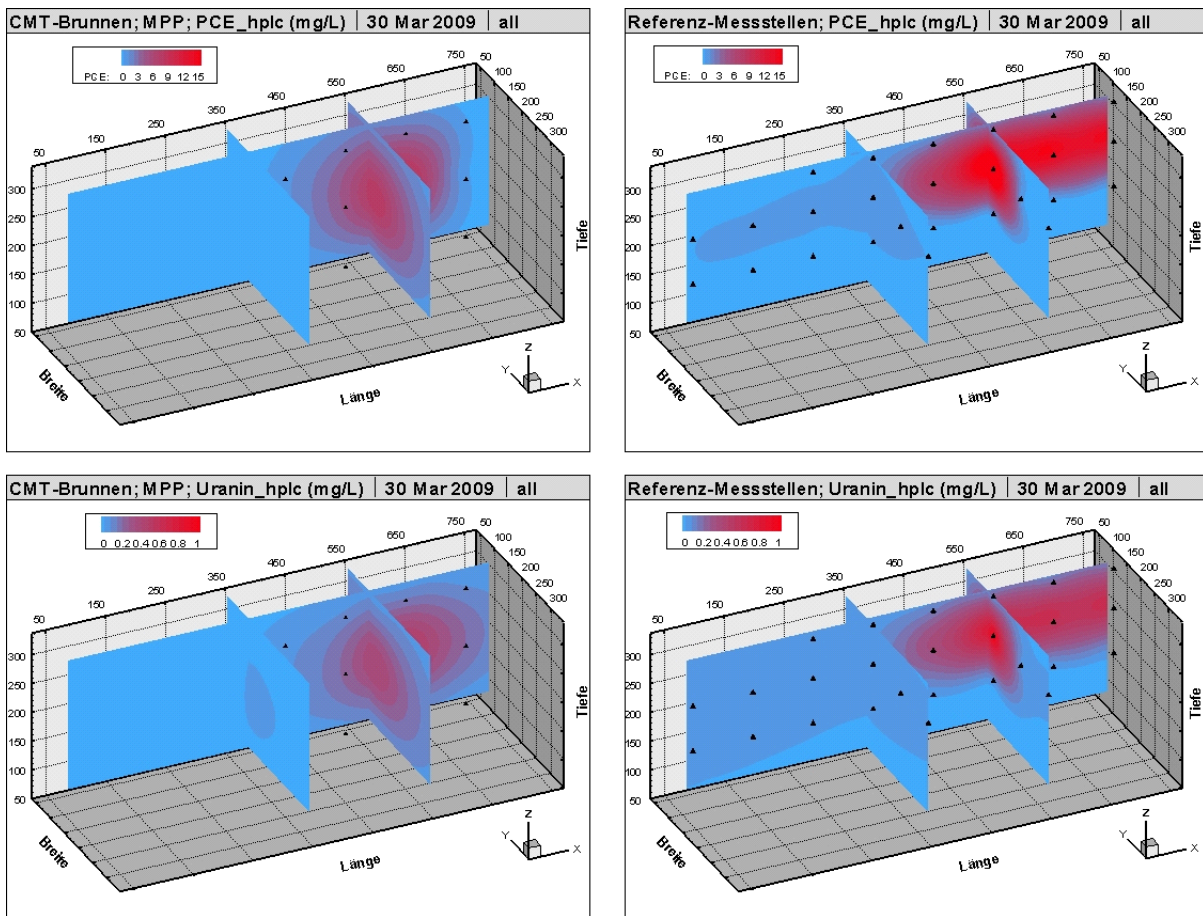 CMT-Brunnen; MPP; PCE_hplc (mg/L) | 30 Mar 2009 | all
PCE: 0 3 6 9 12 15
50 150 250 350 450 550 650 750
50 100 150 200 250 300
300 250 200 150 100 50
Tiefe
Breite
Länge
Z
Y
X
Referenz-Messstellen; PCE_hplc (mg/L) | 30 Mar 2009 | all
PCE: 0 3 6 9 12 15
50 150 250 350 450 550 650 750
50 100 150 200 250 300
300 250 200 150 100 50
Tiefe
Breite
Länge
Z
Y
X
CMT-Brunnen; MPP; Uranin_hplc (mg/L) | 30 Mar 2009 | all
0 0.2 0.4 0.6 0.8 1
50 150 250 350 450 550 650 750
50 100 150 200 250 300
300 250 200 150 100 50
Tiefe
Breite
Länge
Z
Y
X
Referenz-Messstellen; Uranin_hplc (mg/L) | 30 Mar 2009 | all
0 0.2 0.4 0.6 0.8 1
50 150 250 350 450 550 650 750
50 100 150 200 250 300
300 250 200 150 100 50
Tiefe
Breite
Länge
Z
Y
X